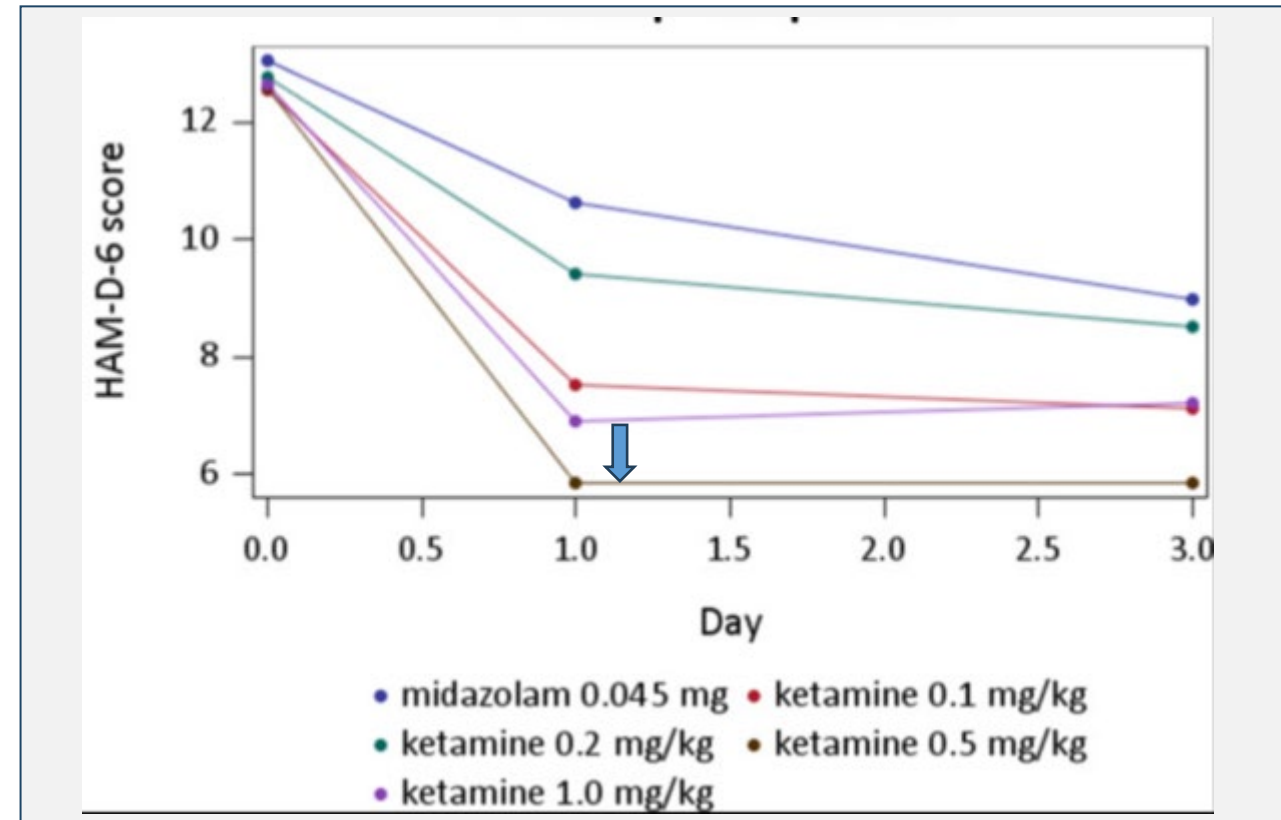 12
10
8
6
HAM-D-6 score
0.0 0.5 1.0 1.5 2.0 2.5 3.0
Day
midazolam 0.045 mg ketamine 0.1 mg/kg
ketamine 0.2 mg/kg ketamine 0.5 mg/kg
ketamine 1.0 mg/kg